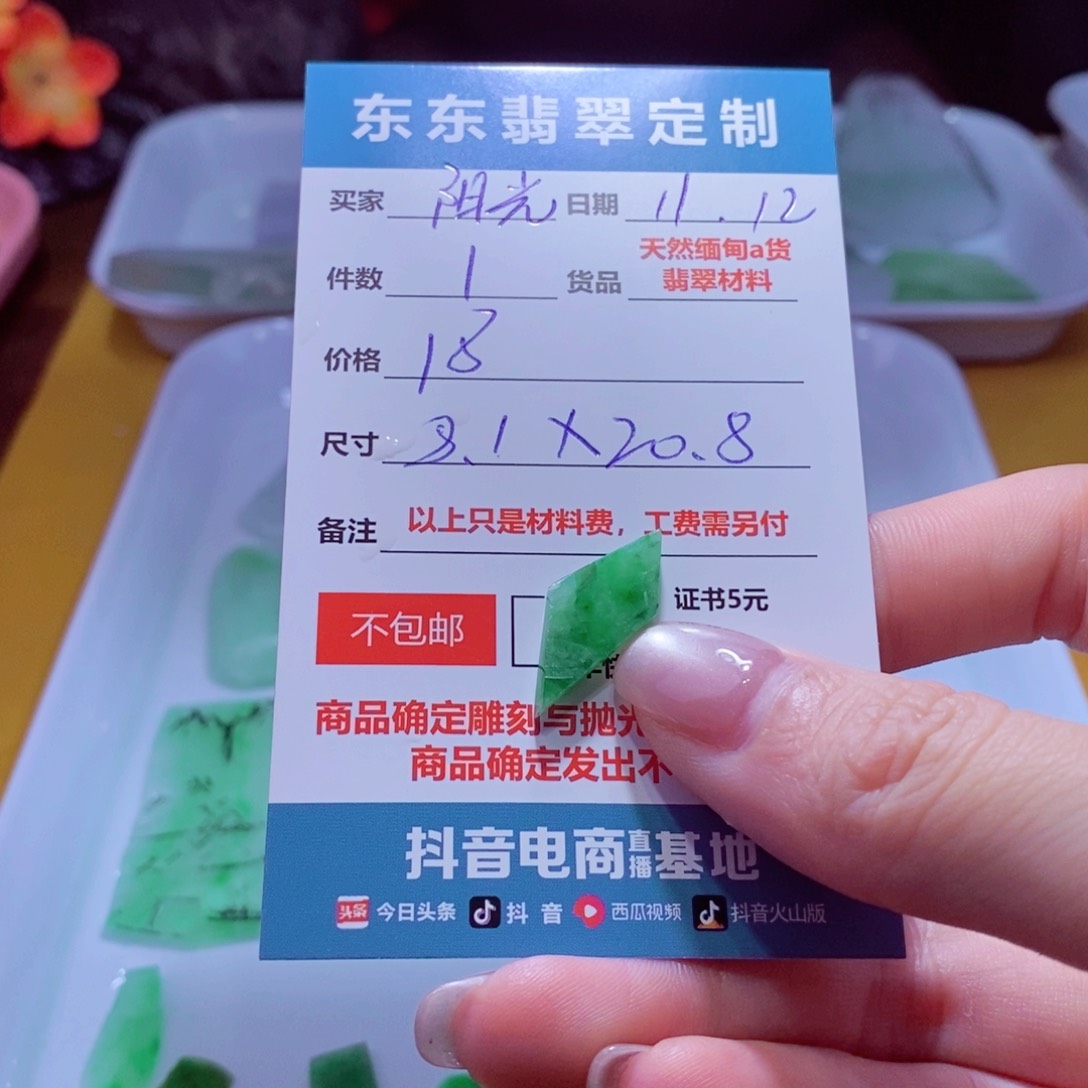 东东翡翠定制
买家 阳光 日期 11.12
件数 1 货品 天然缅甸a货
翡翠材料
价格 18
尺寸 3.1×20.8
备注 以上只是材料费，工费需另付
不包邮 证书5元
商品确定雕刻与抛光
商品确定发出不
抖音电商直播基地
头条 今日头条 抖音 西瓜视频 抖音火山版